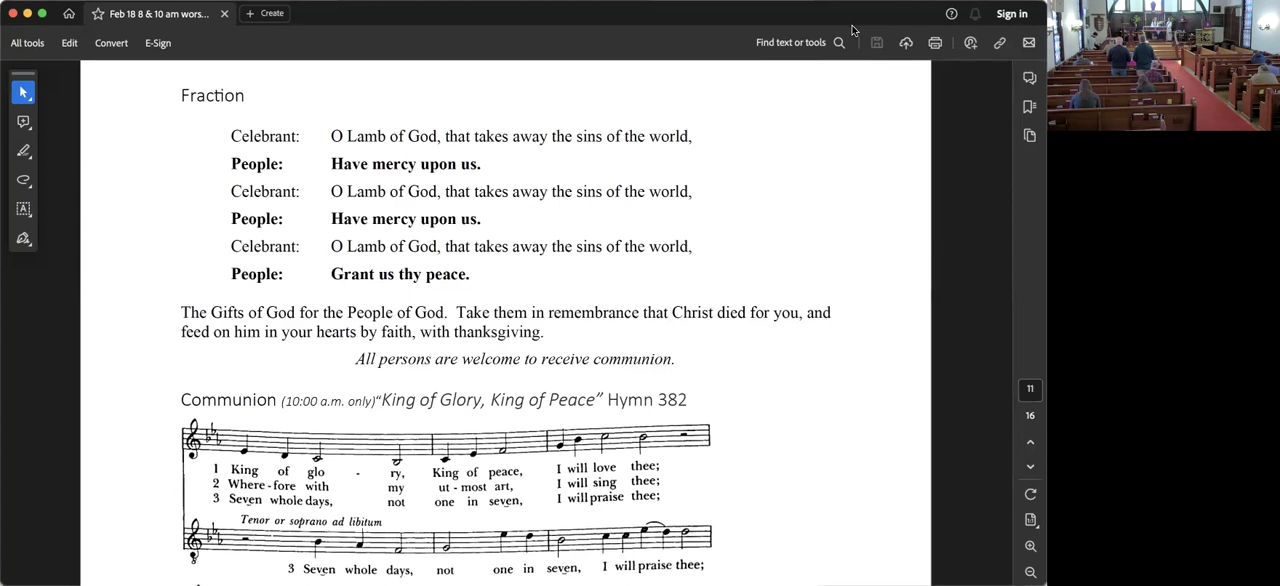 Feb 18 8 & 10 am wors...
Create
Sign in
All tools Edit Convert E-Sign
Find text or tools
Fraction
Celebrant: O Lamb of God, that takes away the sins of the world,
People: Have mercy upon us.
Celebrant: O Lamb of God, that takes away the sins of the world,
People: Have mercy upon us.
Celebrant: O Lamb of God, that takes away the sins of the world,
People: Grant us thy peace.
The Gifts of God for the People of God. Take them in remembrance that Christ died for you, and
feed on him in your hearts by faith, with thanksgiving.
All persons are welcome to receive communion.
Communion (10:00 a.m. only)"King of Glory, King of Peace" Hymn 382
1 King of glo - ry, King of peace, I will love thee;
2 Where-fore with my ut-most art, I will sing thee;
3 Seven whole days, not one in seven, I will praise thee;
Tenor or soprano ad libitum
3 Seven whole days, not one in seven, I will praise thee;
11
16